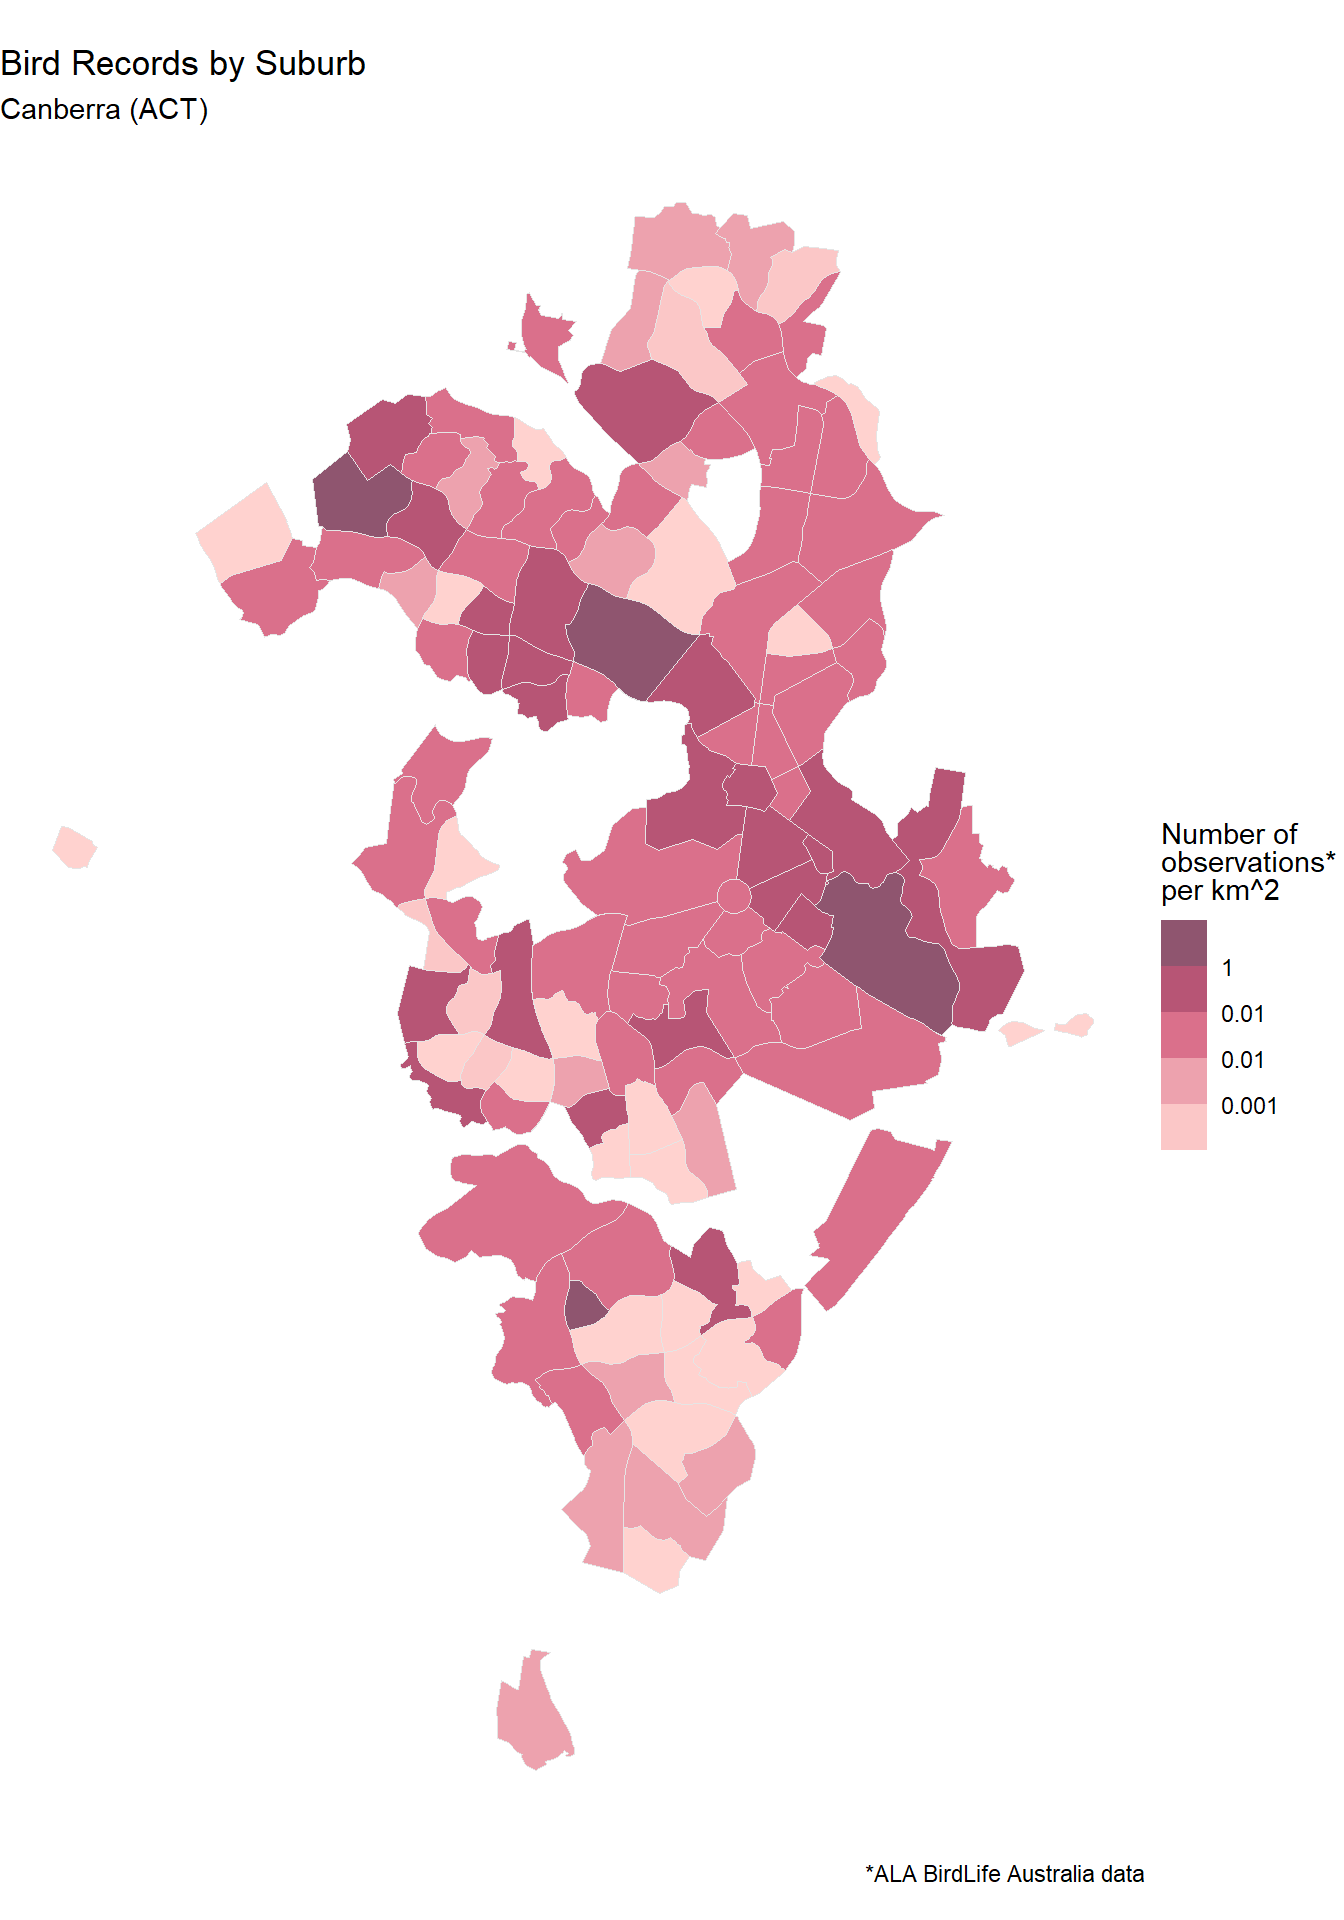 Bird Records by Suburb
Canberra (ACT)
Number of
observations*
per km^2
1
0.01
0.01
0.001
*ALA BirdLife Australia data